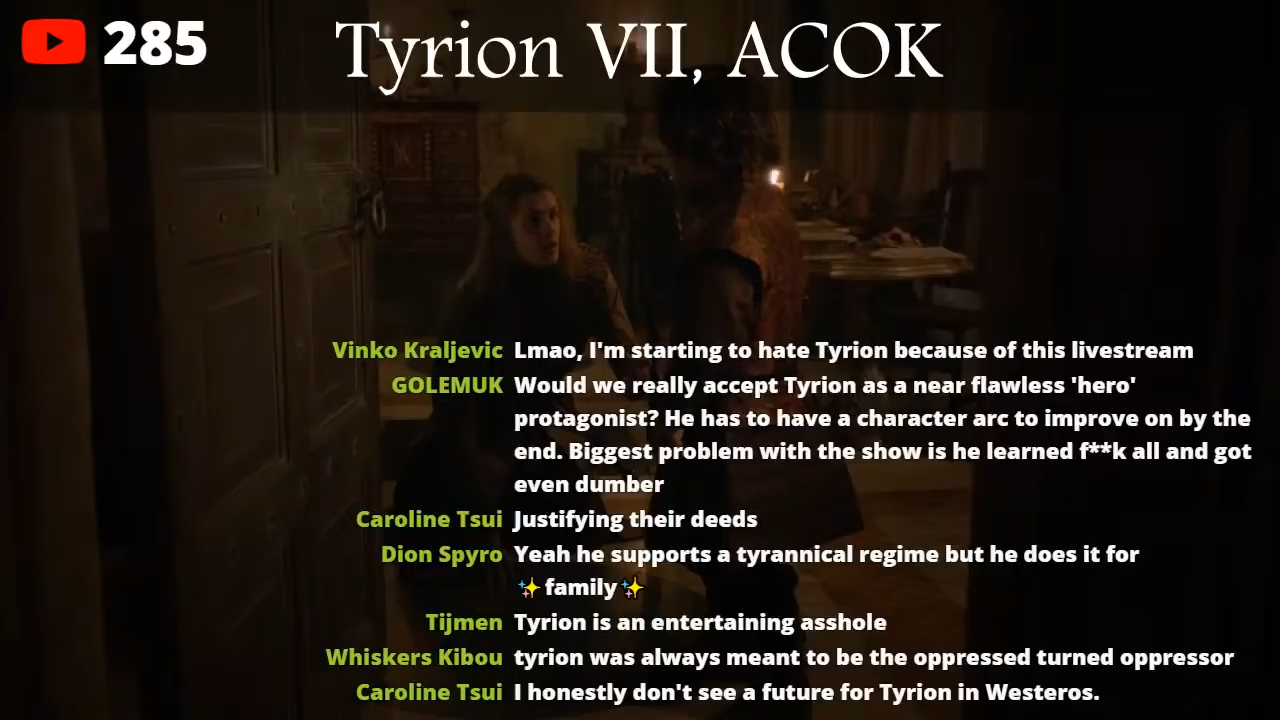 285
Tyrion VII, ACOK
Vinko Kraljevic Lmao, I'm starting to hate Tyrion because of this livestream
GOLEMUK Would we really accept Tyrion as a near flawless 'hero'
protagonist? He has to have a character arc to improve on by the
end. Biggest problem with the show is he learned f**k all and got
even dumber
Caroline Tsui Justifying their deeds
Dion Spyro Yeah he supports a tyrannical regime but he does it for
✨family✨
Tijmen Tyrion is an entertaining asshole
Whiskers Kibou tyrion was always meant to be the oppressed turned oppressor
Caroline Tsui I honestly don't see a future for Tyrion in Westeros.